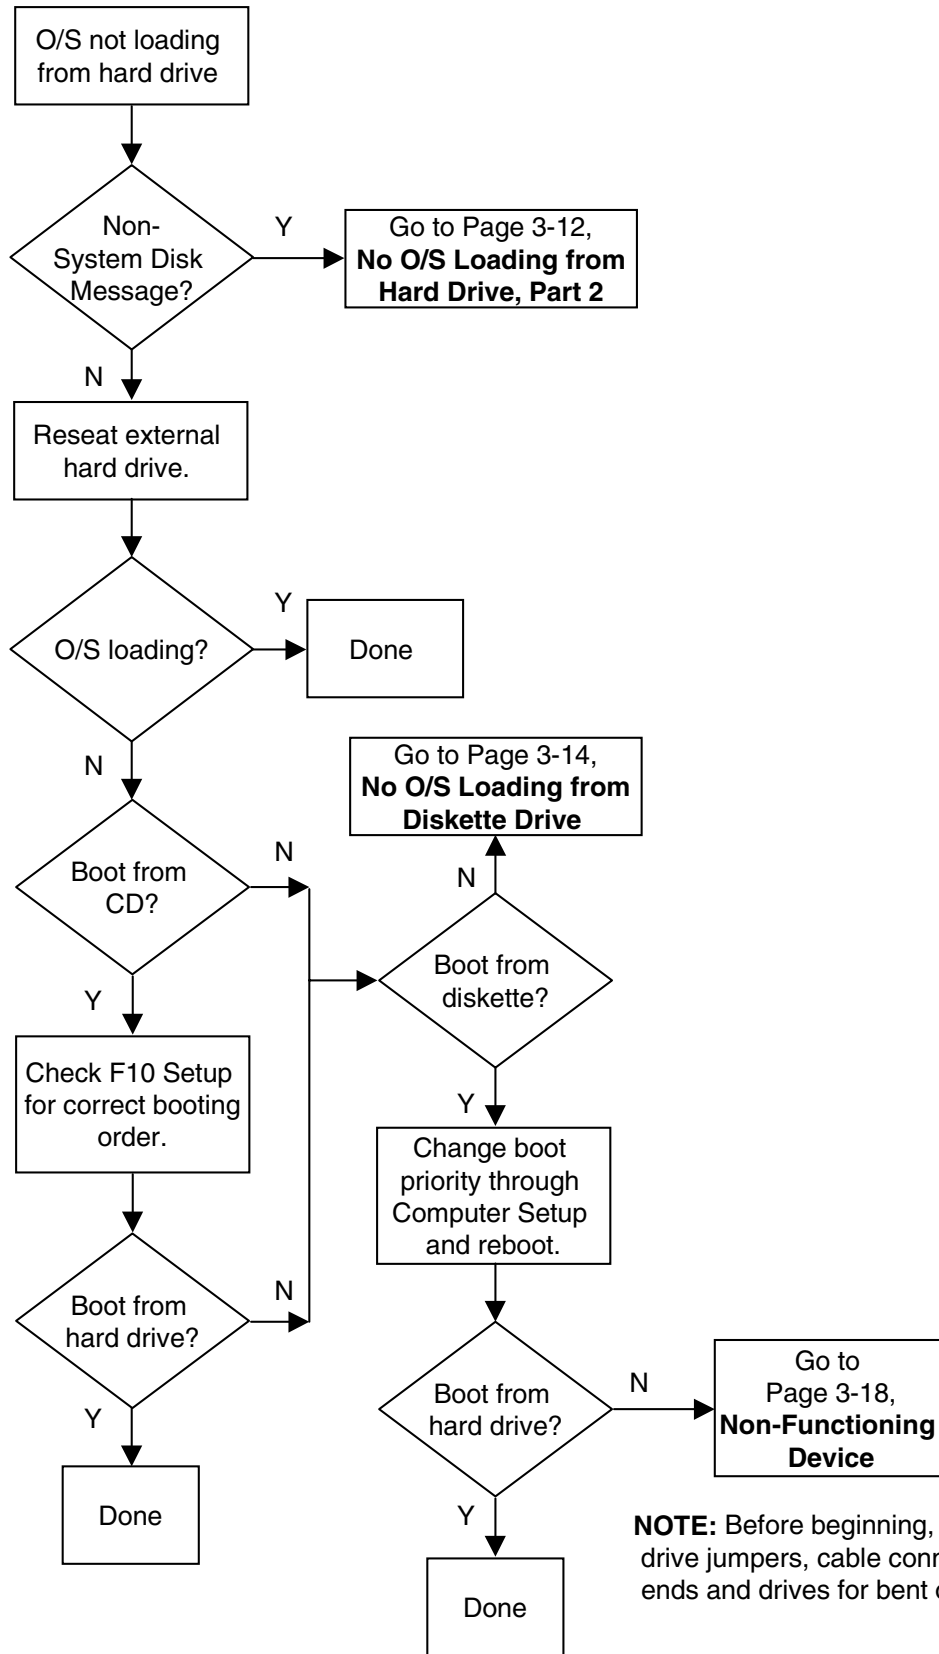 O/S not loading
from hard drive
Non-
System Disk
Message?
Y
Go to Page 3-12,
No O/S Loading from
Hard Drive, Part 2
N
Reseat external
hard drive.
O/S loading?
Y
Done
N
Go to Page 3-14,
No O/S Loading from
Diskette Drive
Boot from
CD?
N
N
Boot from
diskette?
Y
Check F10 Setup
for correct booting
order.
Y
Change boot
priority through
Computer Setup
and reboot.
Boot from
hard drive?
N
Boot from
hard drive?
N
Go to
Page 3-18,
Non-Functioning
Device
Y
Done
Y
Done
NOTE: Before beginning,
drive jumpers, cable
ends and drives for bent